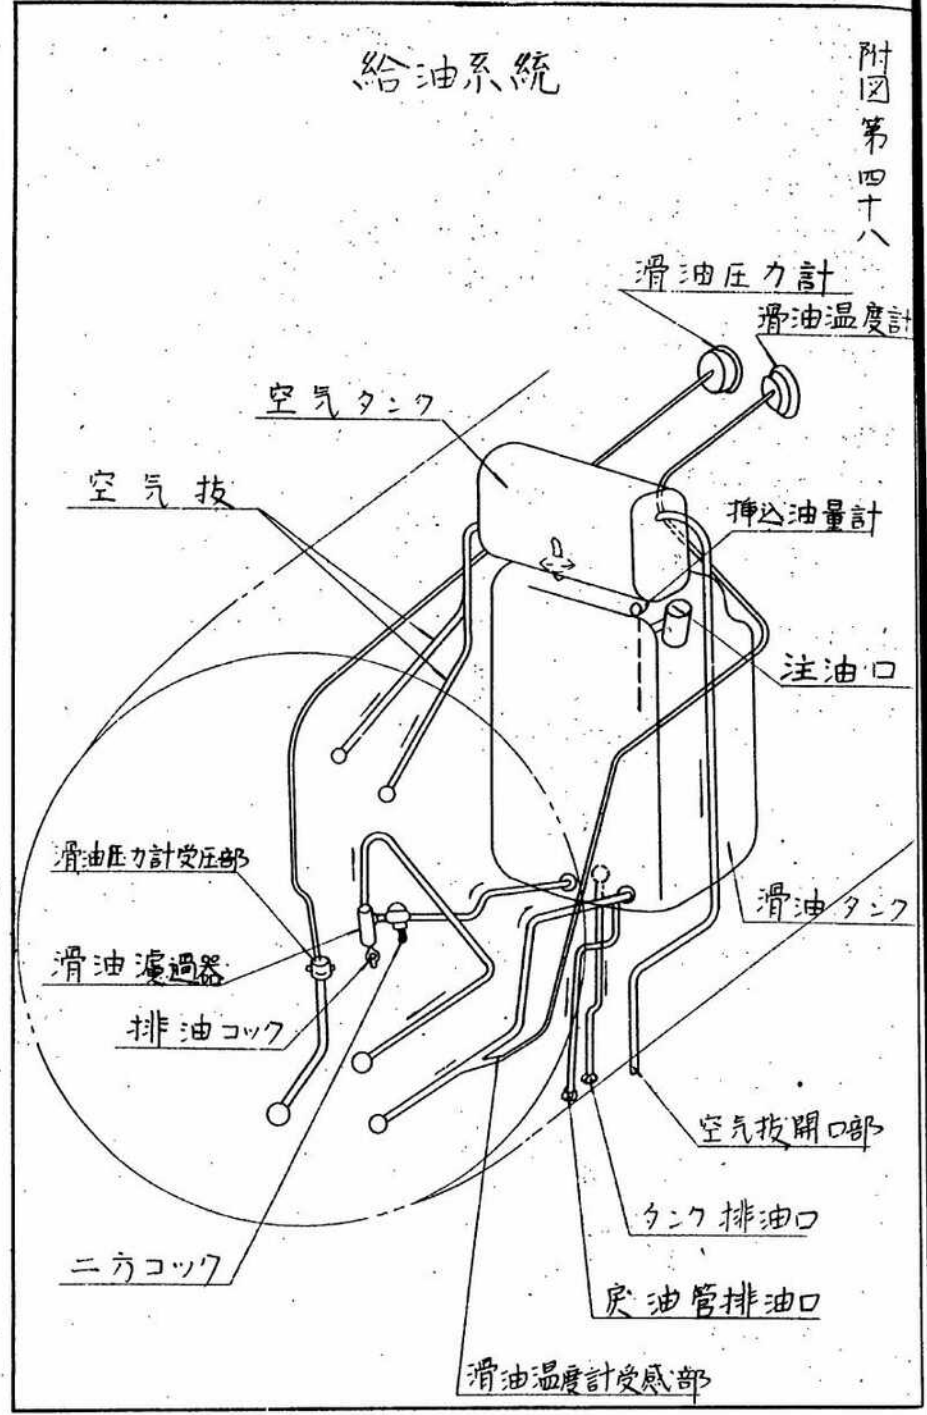 給油系統
附図第四十八
滑油圧力計
滑油温度計
空気タンク
空気抜
挿込油量計
注油口
滑油圧力計受圧部
滑油タンク
滑油濾過器
排油コック
空気抜開口部
タンク排油口
二方コック
戻油管排油口
滑油温度計受感部